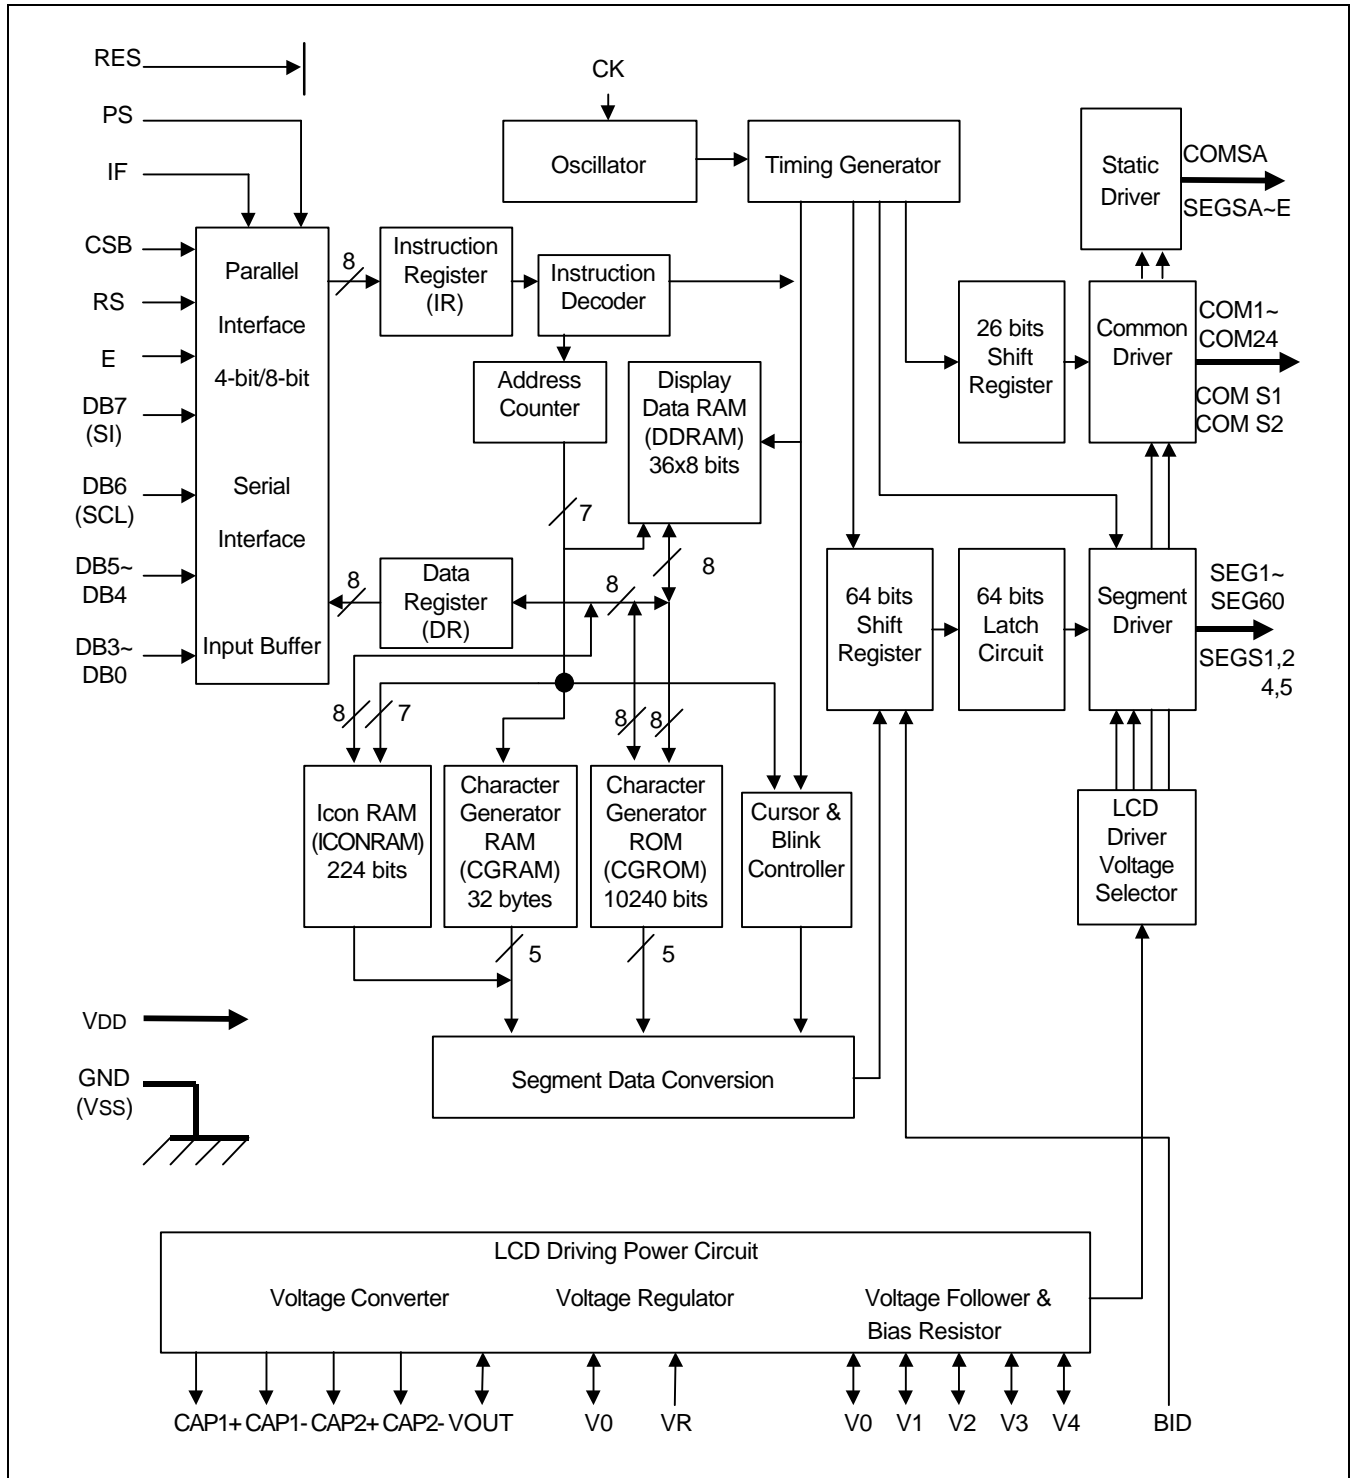 RES
PS
IF
CSB
RS
E
DB7
(SI)
DB6
(SCL)
DB5~
DB4
DB3~
DB0
Parallel
Interface
4-bit/8-bit
Serial
Interface
Input Buffer
CK
Oscillator
Timing Generator
Static
Driver
COMSA
SEGSA~E
8
Instruction
Register
(IR)
Instruction
Decoder
Address
Counter
Display
Data RAM
(DDRAM)
36x8 bits
26 bits
Shift
Register
Common
Driver
COM1~
COM24
COM S1
COM S2
7
8
8
Data
Register
(DR)
8
64 bits
Shift
Register
64 bits
Latch
Circuit
Segment
Driver
SEG1~
SEG60
SEGS1,2
4,5
8
7
8
8
Icon RAM
(ICONRAM)
224 bits
Character
Generator
RAM
(CGRAM)
32 bytes
Character
Generator
ROM
(CGROM)
10240 bits
Cursor &
Blink
Controller
LCD
Driver
Voltage
Selector
5
5
VDD
GND
(VSS)
Segment Data Conversion
LCD Driving Power Circuit
Voltage Converter
Voltage Regulator
Voltage Follower &
Bias Resistor
CAP1+ CAP1- CAP2+ CAP2- VOUT V0 VR V0 V1 V2 V3 V4 BID